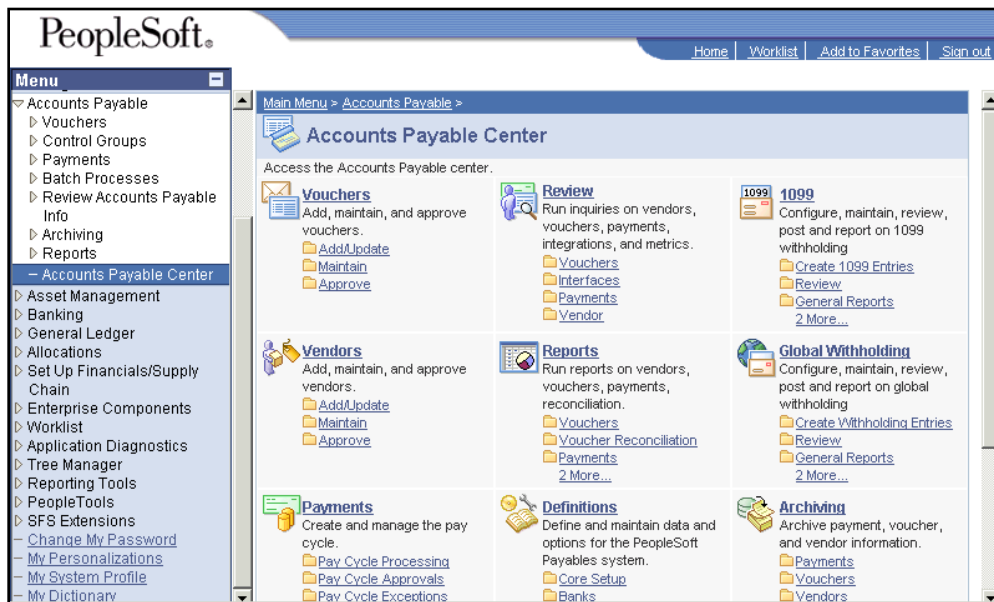 PeopleSoft.
Home | Worklist | Add to Favorites | Sign out
Menu
Accounts Payable
Vouchers
Control Groups
Payments
Batch Processes
Review Accounts Payable
Info
Archiving
Reports
Accounts Payable Center
Asset Management
Banking
General Ledger
Allocations
Set Up Financials/Supply
Chain
Enterprise Components
Worklist
Application Diagnostics
Tree Manager
Reporting Tools
PeopleTools
SFS Extensions
Change My Password
My Personalizations
My System Profile
My Dictionary
Main Menu > Accounts Payable >
Accounts Payable Center
Access the Accounts Payable center.
Vouchers
Add, maintain, and approve
vouchers.
Add/Update
Maintain
Approve
Review
Run inquiries on vendors,
vouchers, payments,
integrations, and metrics.
Vouchers
Interfaces
Payments
Vendor
1099
1099
Configure, maintain, review,
post and report on 1099
withholding
Create 1099 Entries
Review
General Reports
2 More...
Vendors
Add, maintain, and approve
vendors.
Add/Update
Maintain
Approve
Reports
Run reports on vendors,
vouchers, payments,
reconciliation.
Vouchers
Voucher Reconciliation
Payments
2 More...
Global Withholding
Configure, maintain, review,
post and report on global
withholding
Create Withholding Entries
Review
General Reports
2 More...
Payments
Create and manage the pay
cycle.
Pay Cycle Processing
Pay Cycle Approvals
Pay Cycle Exceptions
Definitions
Define and maintain data and
options for the PeopleSoft
Payables system.
Core Setup
Banks
Archiving
Archive payment, voucher,
and vendor information.
Payments
Vouchers
Vendors